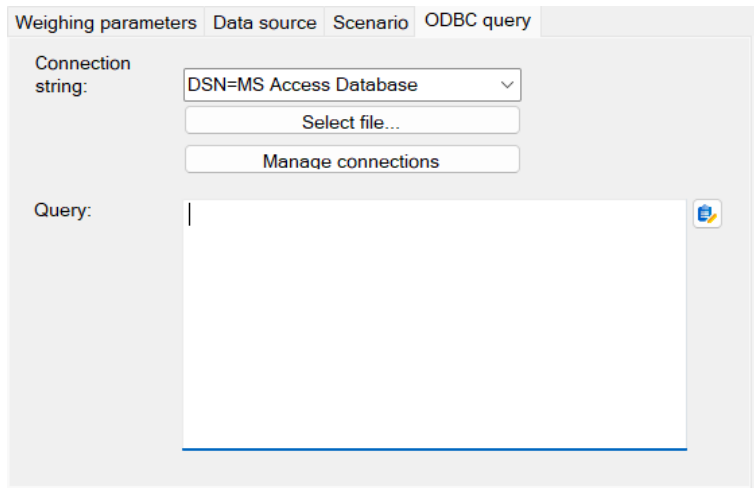 Weighing parameters Data source Scenario ODBC query
Connection
string:
DSN=MS Access Database
Select file...
Manage connections
Query: